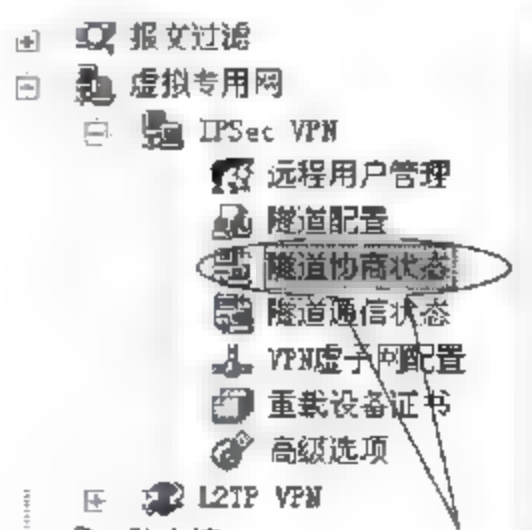 报文过滤
虚拟专用网
IPSec VPN
远程用户管理
隧道配置
隧道协商状态
隧道通信状态
VPN虚子网配置
重载设备证书
高级选项
L2TP VPN